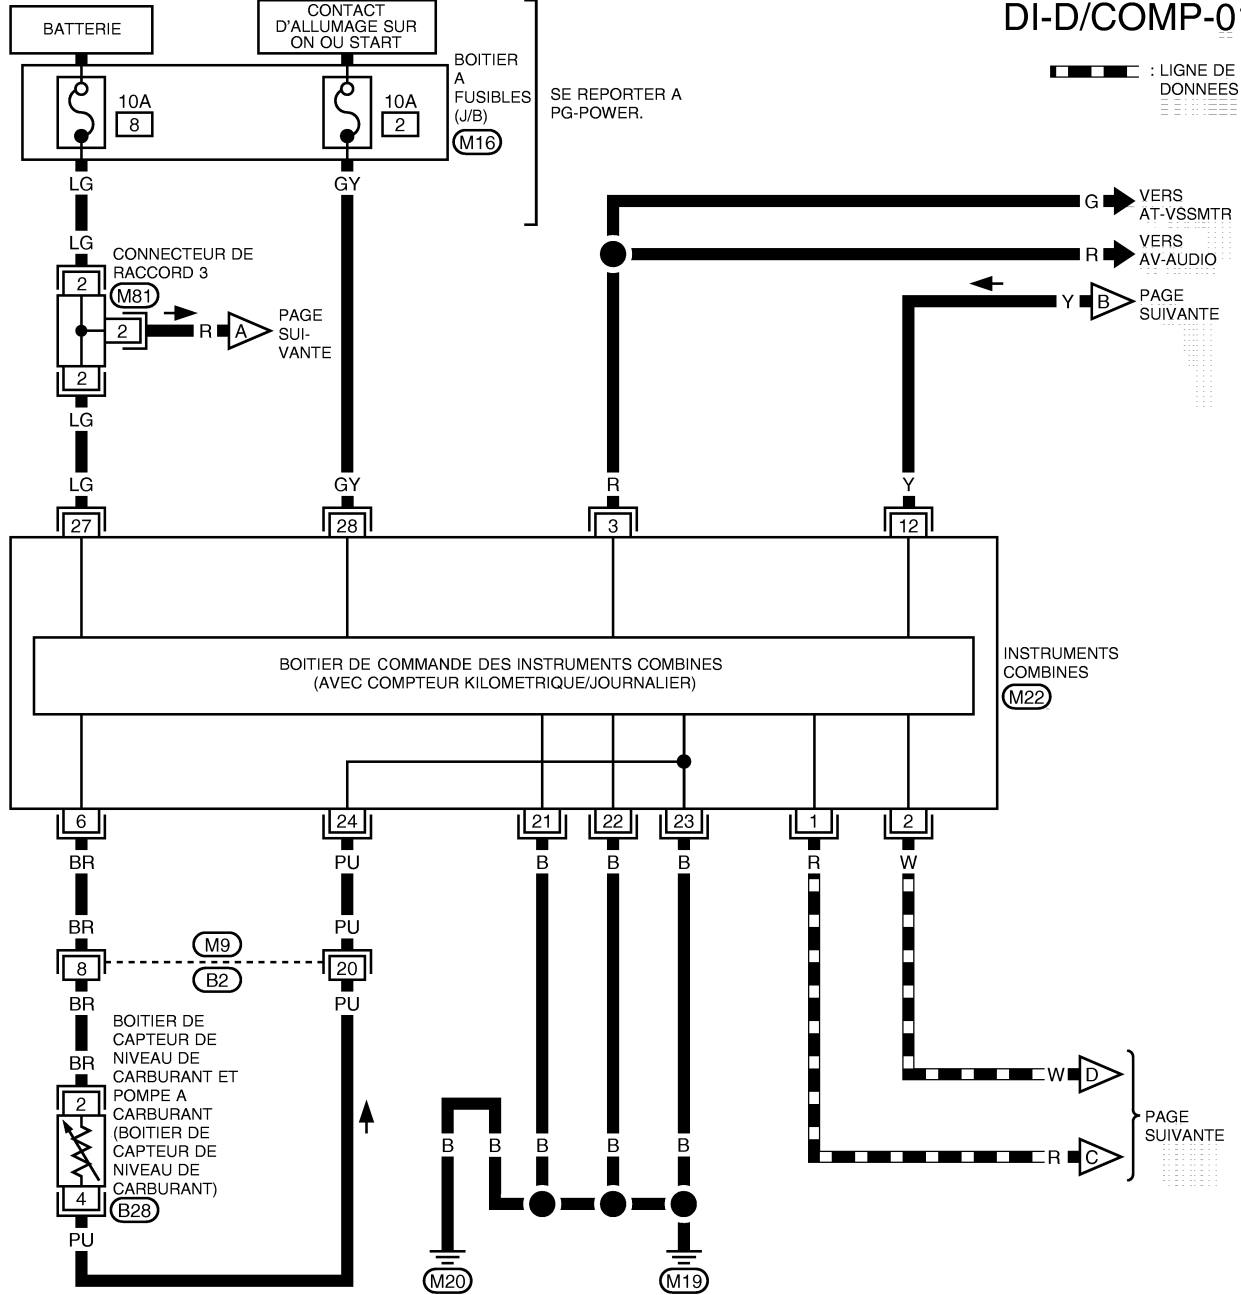 DI-D/COMP-01
BATTERIE
CONTACT
D'ALLUMAGE SUR
ON OU START
: LIGNE DE
DONNEES
10A
8
10A
2
BOITIER
A
FUSIBLES
(J/B)
M16
SE REPORTER A
PG-POWER.
LG
GY
LG
G
VERS
AT-VSSMTR
R
VERS
AV-AUDIO
Y
B
PAGE
SUIVANTE
CONNECTEUR DE
RACCORD 3
M81
2
2
R
A
PAGE
SUI-
VANTE
2
LG
LG
GY
R
Y
27
28
3
12
BOITIER DE COMMANDE DES INSTRUMENTS COMBINES
(AVEC COMPTEUR KILOMETRIQUE/JOURNALIER)
INSTRUMENTS
COMBINES
M22
6
24
21
22
23
1
2
BR
PU
B
B
B
R
W
BR
PU
M9
8
20
B2
BR
PU
BR
BOITIER DE
CAPTEUR DE
NIVEAU DE
CARBURANT ET
POMPE A
CARBURANT
(BOITIER DE
CAPTEUR DE
NIVEAU DE
CARBURANT)
B28
2
4
PU
B
B
B
B
B
W
D
R
C
PAGE
SUIVANTE
M20
M19